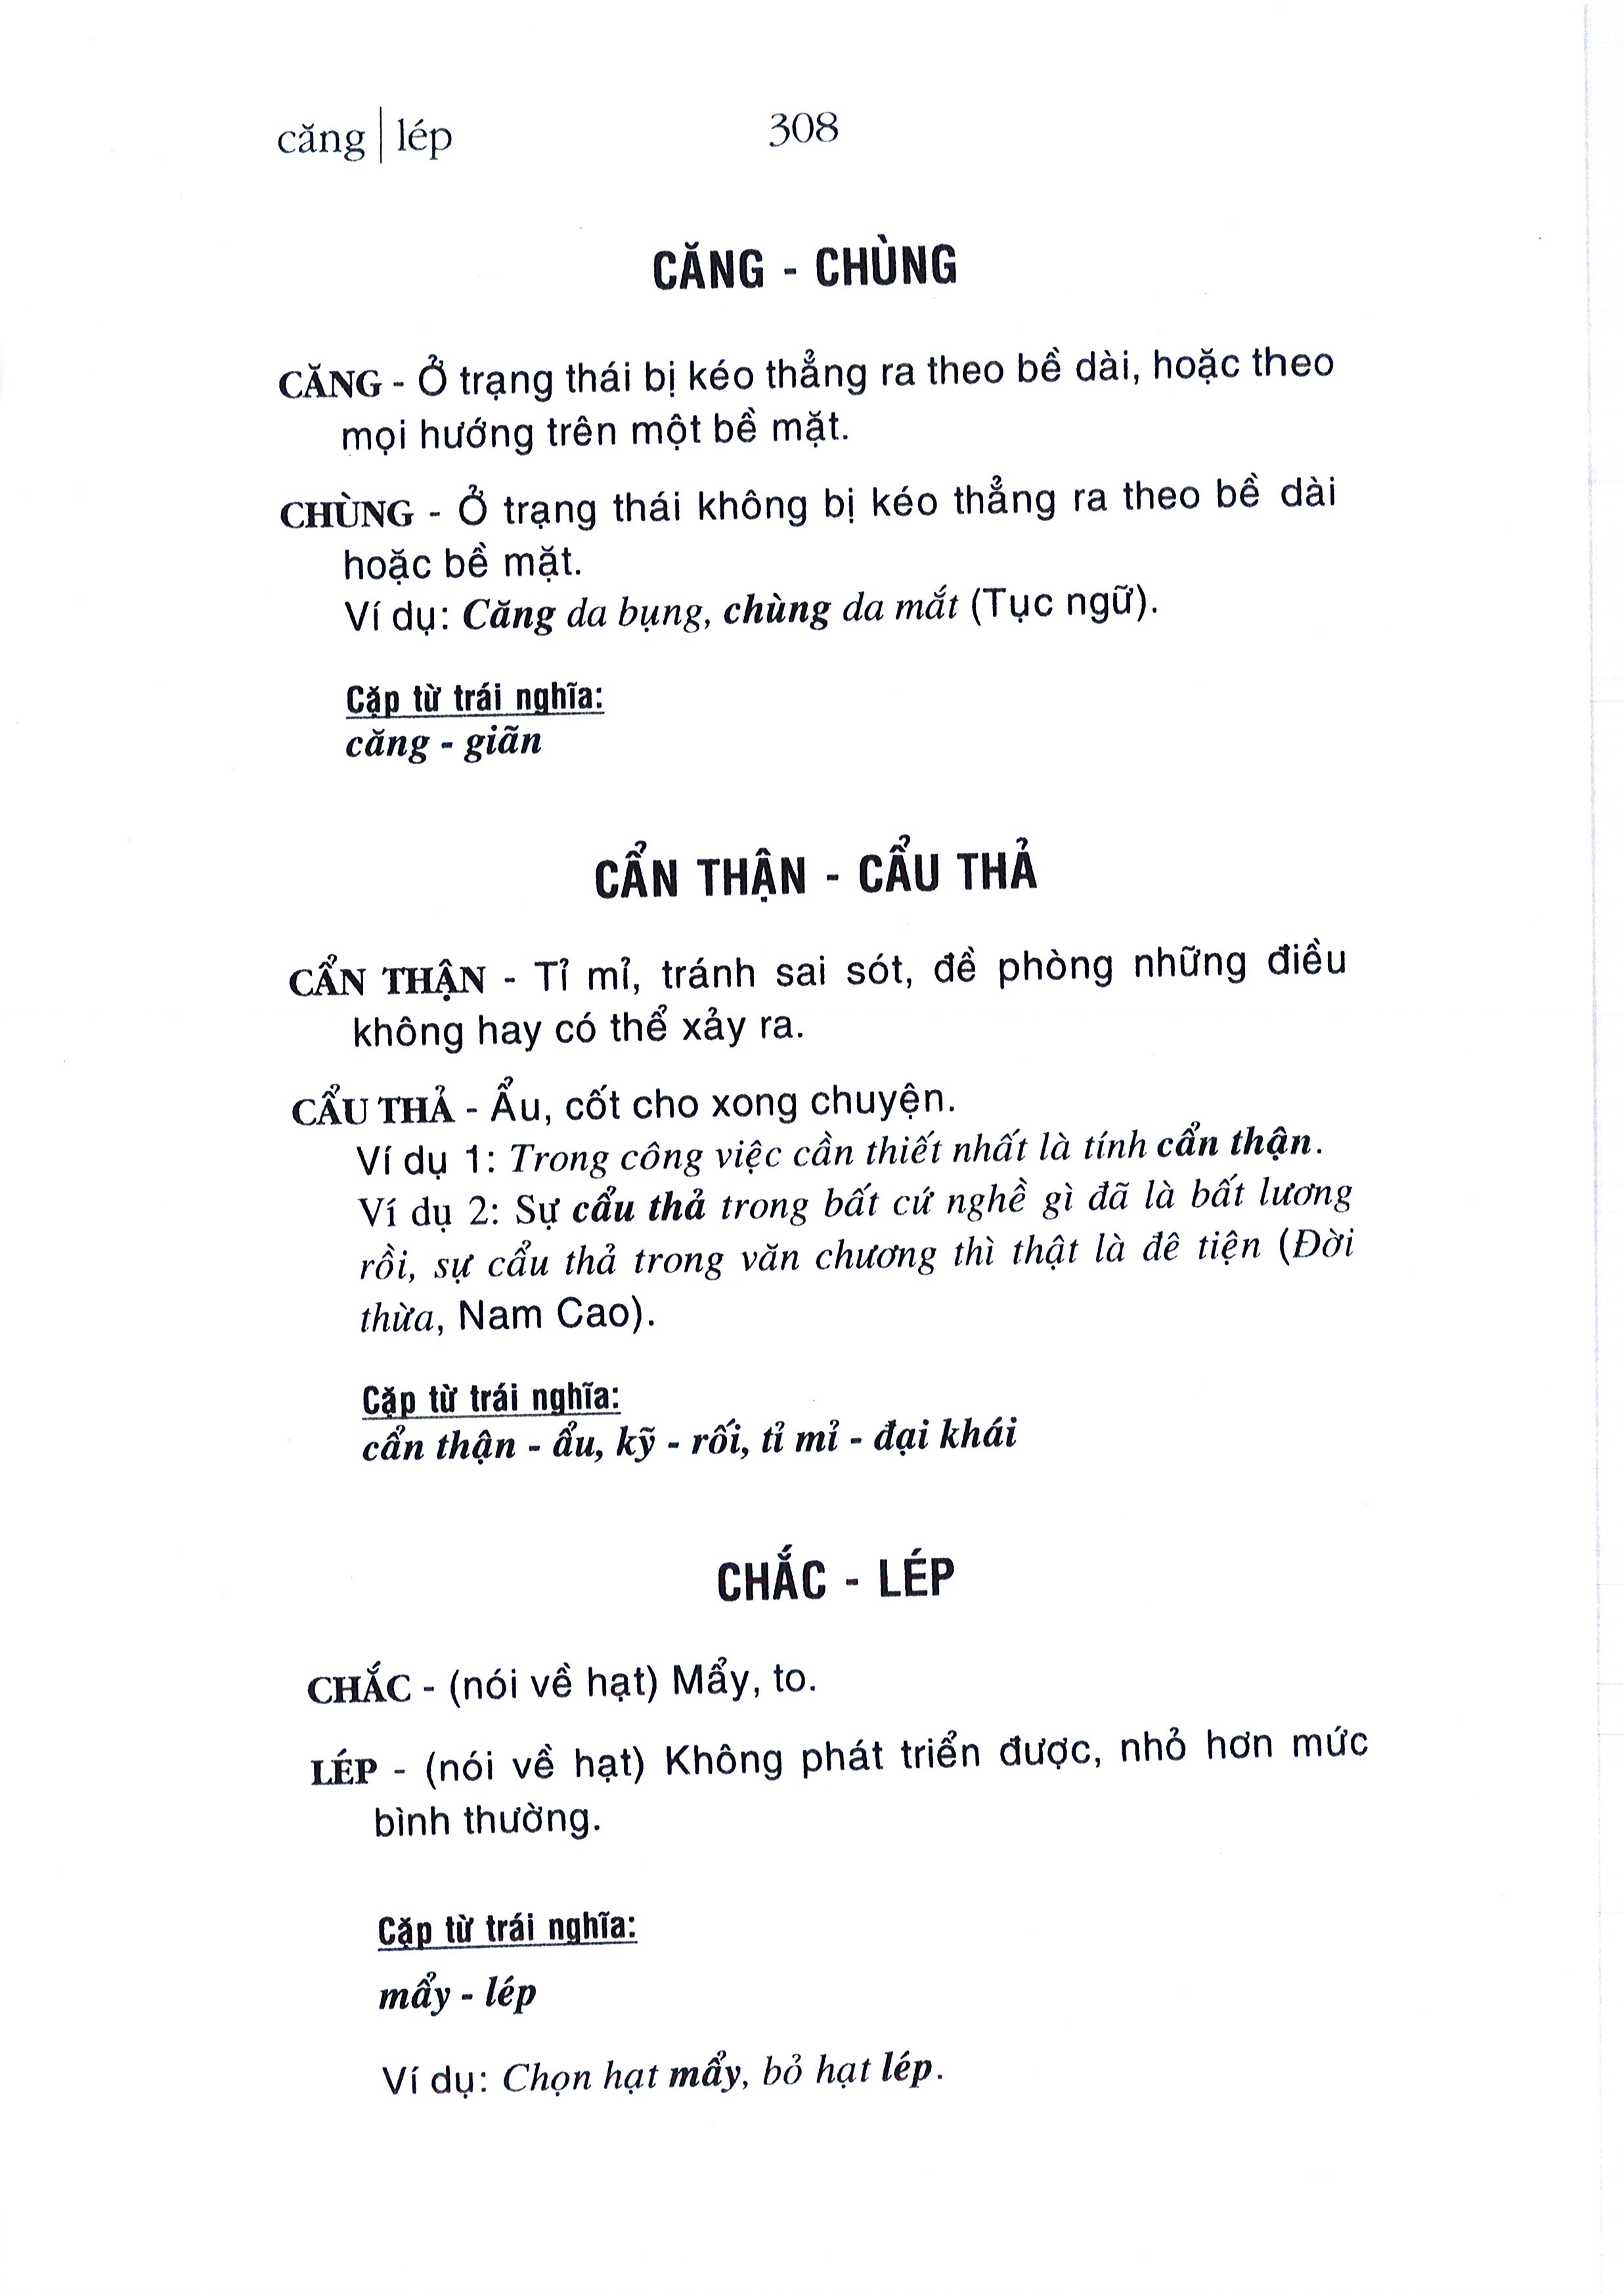 căng | lép
308
CĂNG - CHÙNG
CĂNG - Ở trạng thái bị kéo thẳng ra theo bề dài, hoặc theo
mọi hướng trên một bề mặt.
CHÙNG - Ở trạng thái không bị kéo thẳng ra theo bề dài
hoặc bề mặt.
Ví dụ: Căng da bụng, chùng da mắt (Tục ngữ).
Cặp từ trái nghĩa:
căng - giãn
CẨN THẬN - CẨU THẢ
CẨN THẬN - Tỉ mỉ, tránh sai sót, đề phòng những điều
không hay có thể xảy ra.
CẨU THẢ - Ẩu, cốt cho xong chuyện.
Ví dụ 1: Trong công việc cần thiết nhất là tính cẩn thận.
Ví dụ 2: Sự cẩu thả trong bất cứ nghề gì đã là bất lương
rồi, sự cẩu thả trong văn chương thì thật là đê tiện (Đời
thừa, Nam Cao).
Cặp từ trái nghĩa:
cẩn thận - ẩu, kỹ - rối, tỉ mỉ - đại khái
CHẮC - LÉP
CHẮC - (nói về hạt) Mẩy, to.
LÉP - (nói về hạt) Không phát triển được, nhỏ hơn mức
bình thường.
Cặp từ trái nghĩa:
mẩy - lép
Ví dụ: Chọn hạt mẩy, bỏ hạt lép.